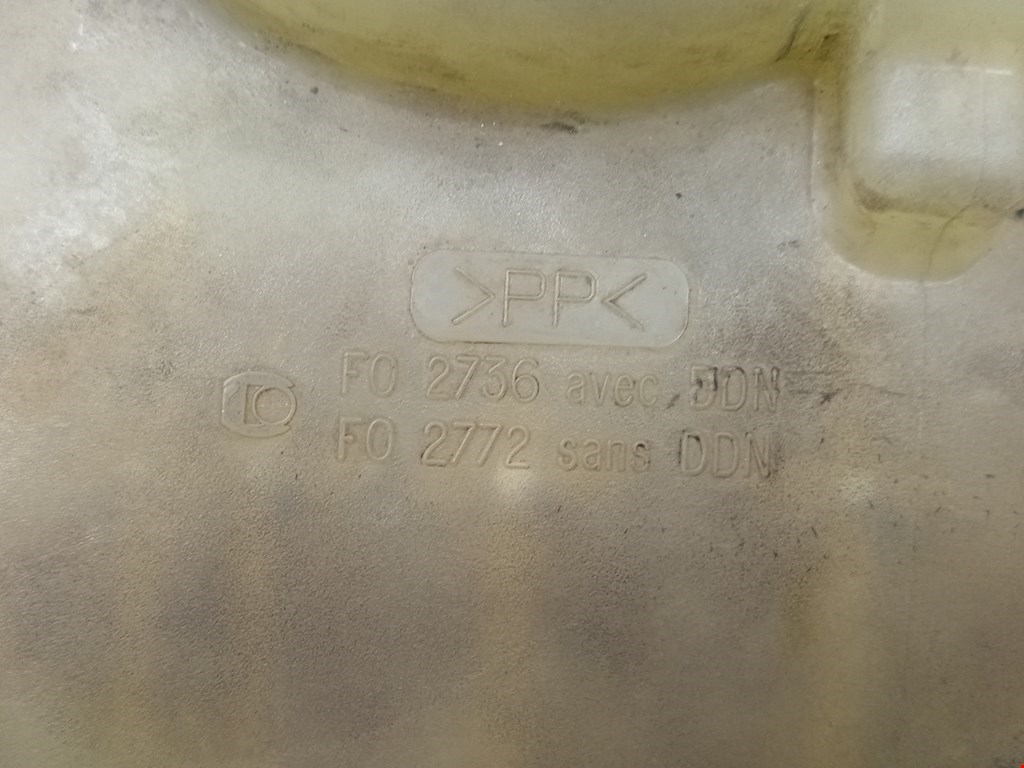 >PP<
FO 2736 avec DDN
FO 2772 sans DDN